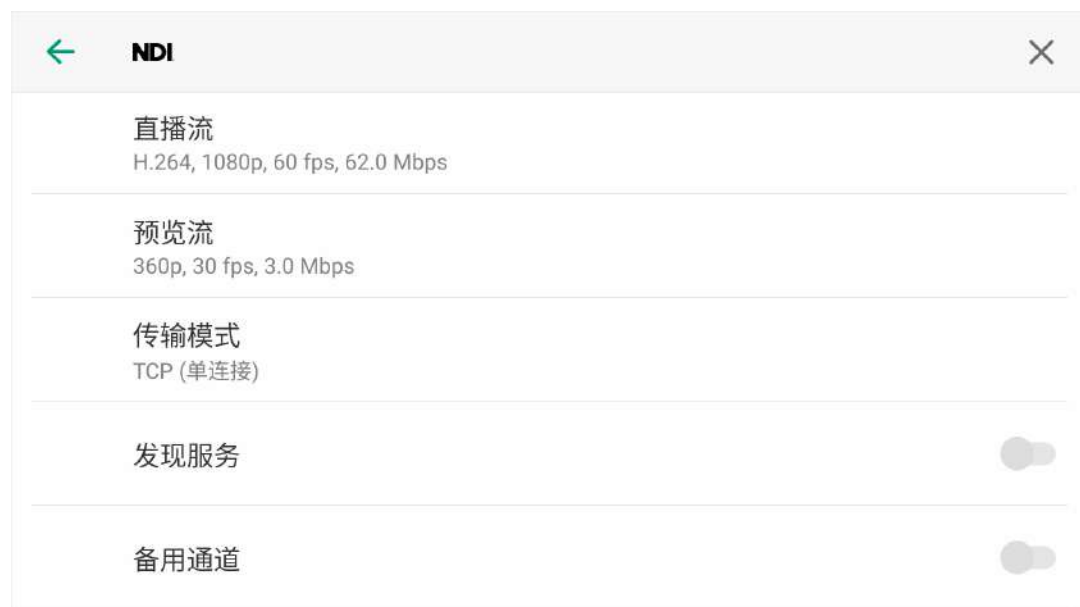 NDI
直播流
H.264, 1080p, 60 fps, 62.0 Mbps
预览流
360p, 30 fps, 3.0 Mbps
传输模式
TCP (单连接)
发现服务
备用通道